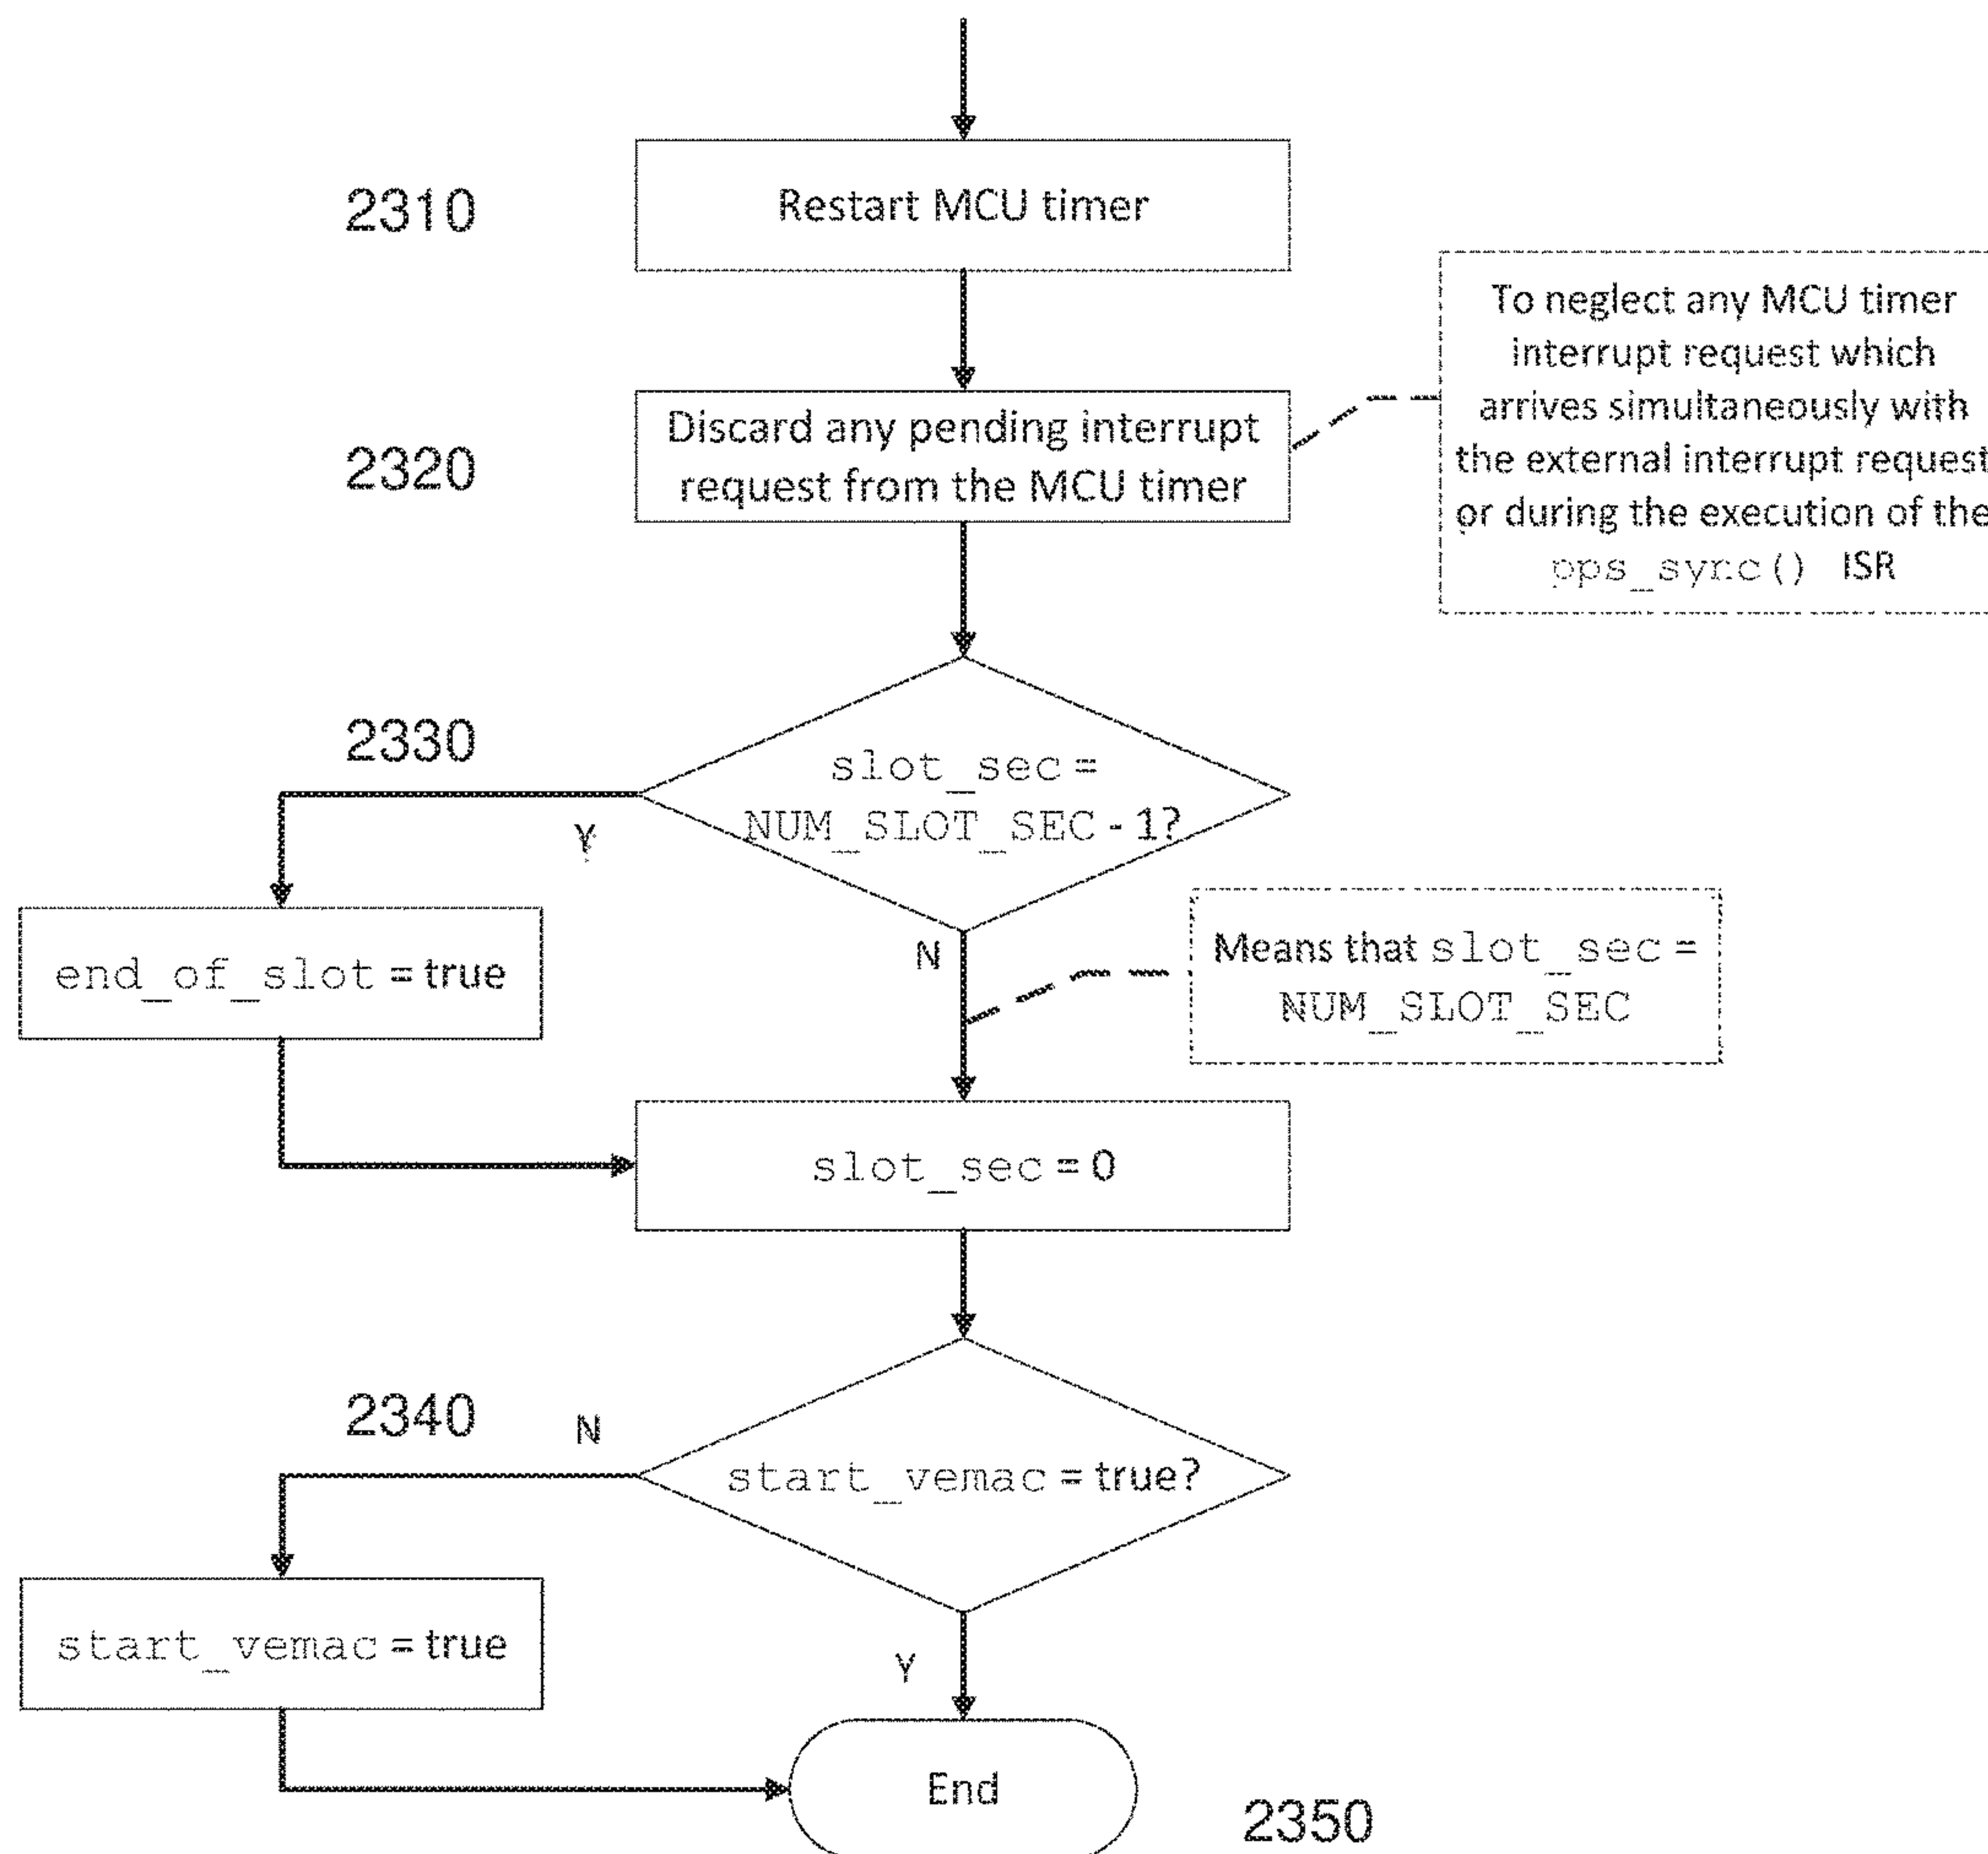 2310
Restart MCU timer
2320
Discard any pending interrupt
request from the MCU timer
To neglect any MCU timer
interrupt request which
arrives simultaneously with
the external interrupt request
or during the execution of the
pps_sync() ISR
2330
slot_sec =
NUM_SLOT_SEC - 1?
Y
N
end_of_slot = true
Means that slot_sec =
NUM_SLOT_SEC
slot_sec = 0
2340
N
start_vemac = true?
start_vemac = true
Y
End
2350